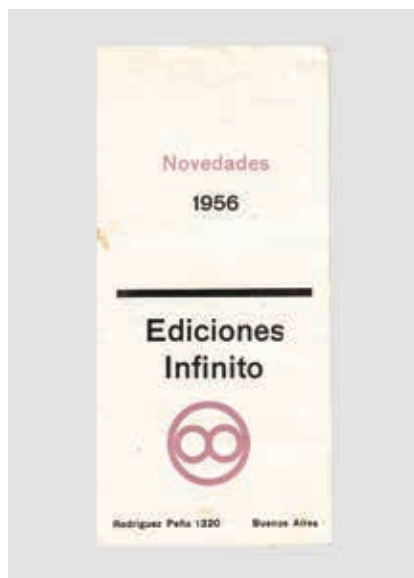 Novedades
1956
Ediciones
Infinito
Rodriguez Peña 1320 Buenos Aires